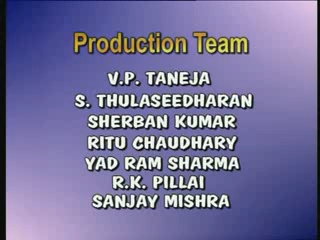 Production Team
V.P. TANEJA
S. THULASEEDHARAN
SHERBAN KUMAR
RITU CHAUDHARY
YAD RAM SHARMA
R.K. PILLAI
SANJAY MISHRA